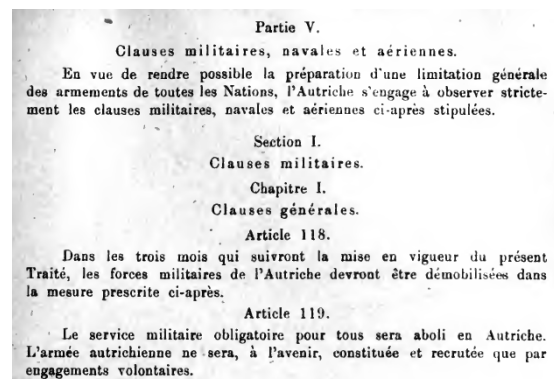 Partie V.
Clauses militaires, navales et aériennes.
En vue de rendre possible la préparation d'une limitation générale
des armements de toutes les Nations, l'Autriche s'engage à observer stricte-
ment les clauses militaires, navales et aériennes ci-après stipulées.
Section I.
Clauses militaires.
Chapitre I.
Clauses générales.
Article 118.
Dans les trois mois qui suivront la mise en vigueur du présent
Traité, les forces militaires de l'Autriche devront être démobilisées dans
la mesure prescrite ci-après.
Article 119.
Le service militaire obligatoire pour tous sera aboli en Autriche.
L'armée autrichienne ne sera, à l'avenir, constituée et recrutée que par
engagements volontaires.